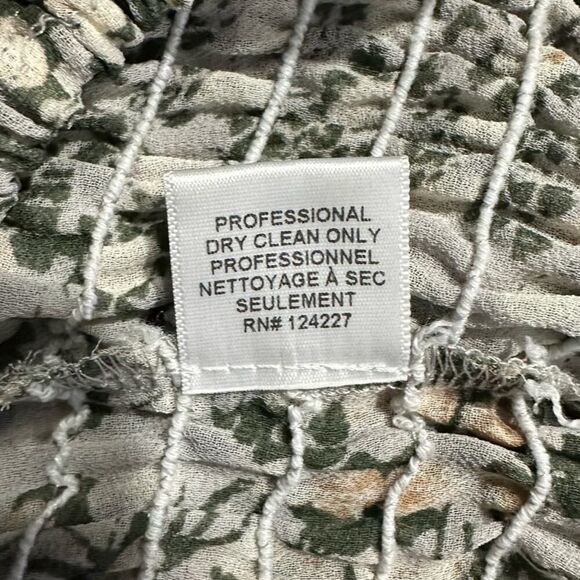 PROFESSIONAL
DRY CLEAN ONLY
PROFESSIONNEL
NETTOYAGE À SEC
SEULEMENT
RN# 124227